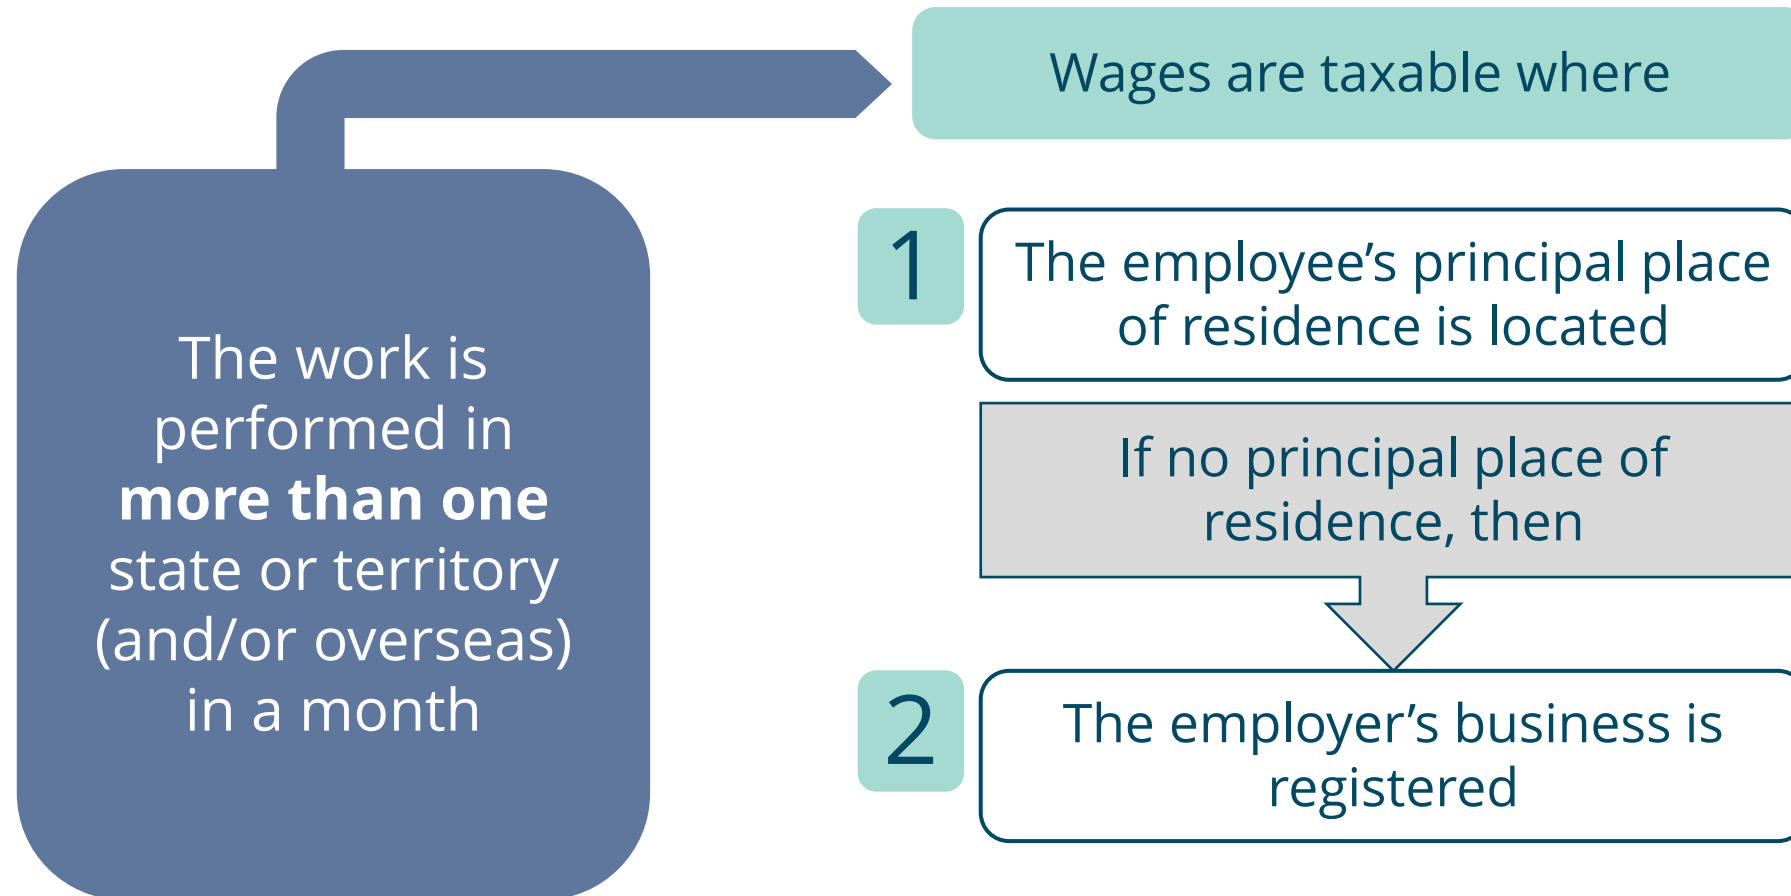 Wages are taxable where
The work is
performed in
more than one
state or territory
(and/or overseas)
in a month
1
The employee’s principal place
of residence is located
If no principal place of
residence, then
2
The employer’s business is
registered